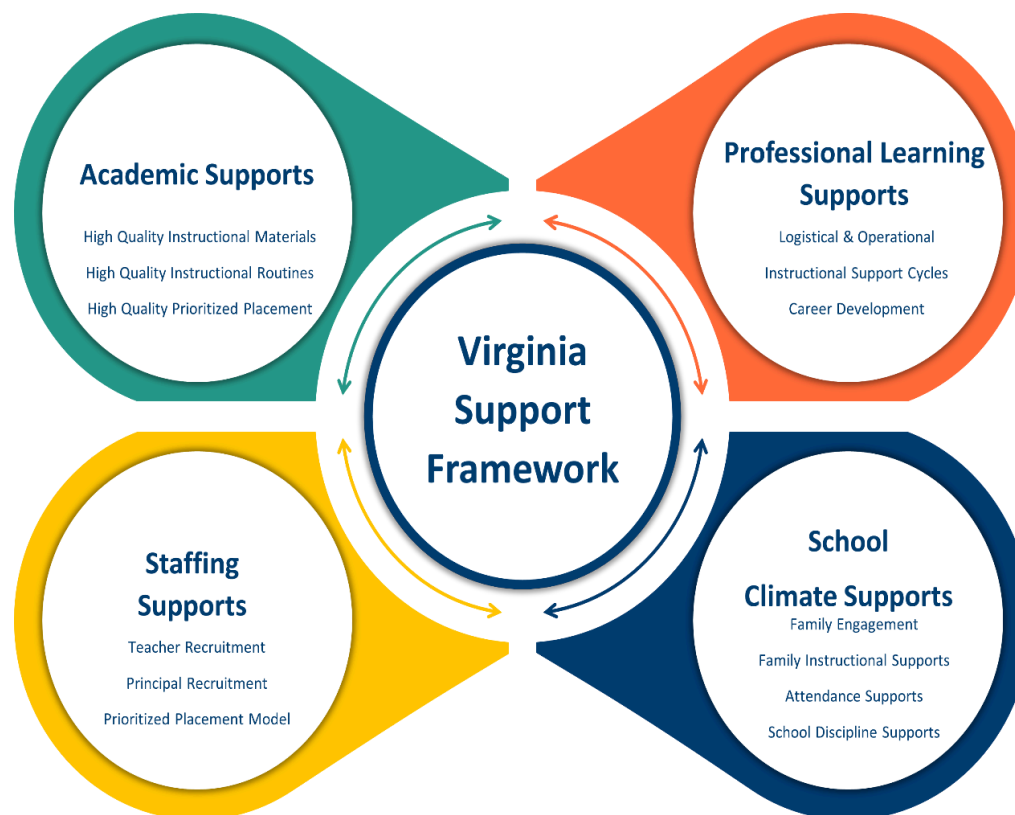 Academic Supports
High Quality Instructional Materials
High Quality Instructional Routines
High Quality Prioritized Placement
Professional Learning
Supports
Logistical & Operational
Instructional Support Cycles
Career Development
Virginia
Support
Framework
Staffing
Supports
Teacher Recruitment
Principal Recruitment
Prioritized Placement Model
School
Climate Supports
Family Engagement
Family Instructional Supports
Attendance Supports
School Discipline Supports